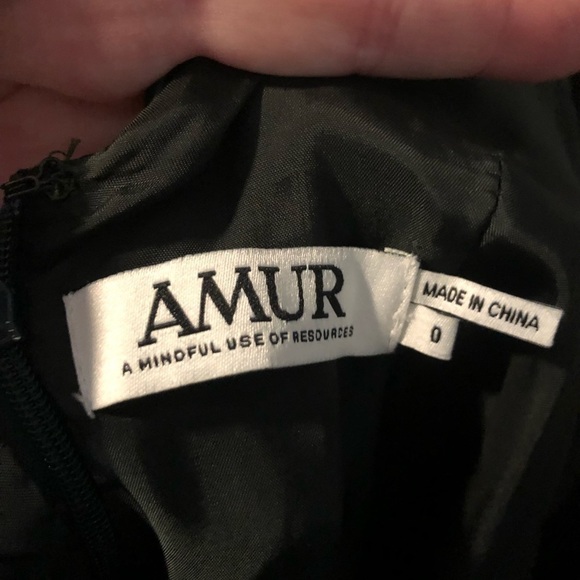 AMUR
A MINDFUL USE OF RESOURCES
MADE IN CHINA
0